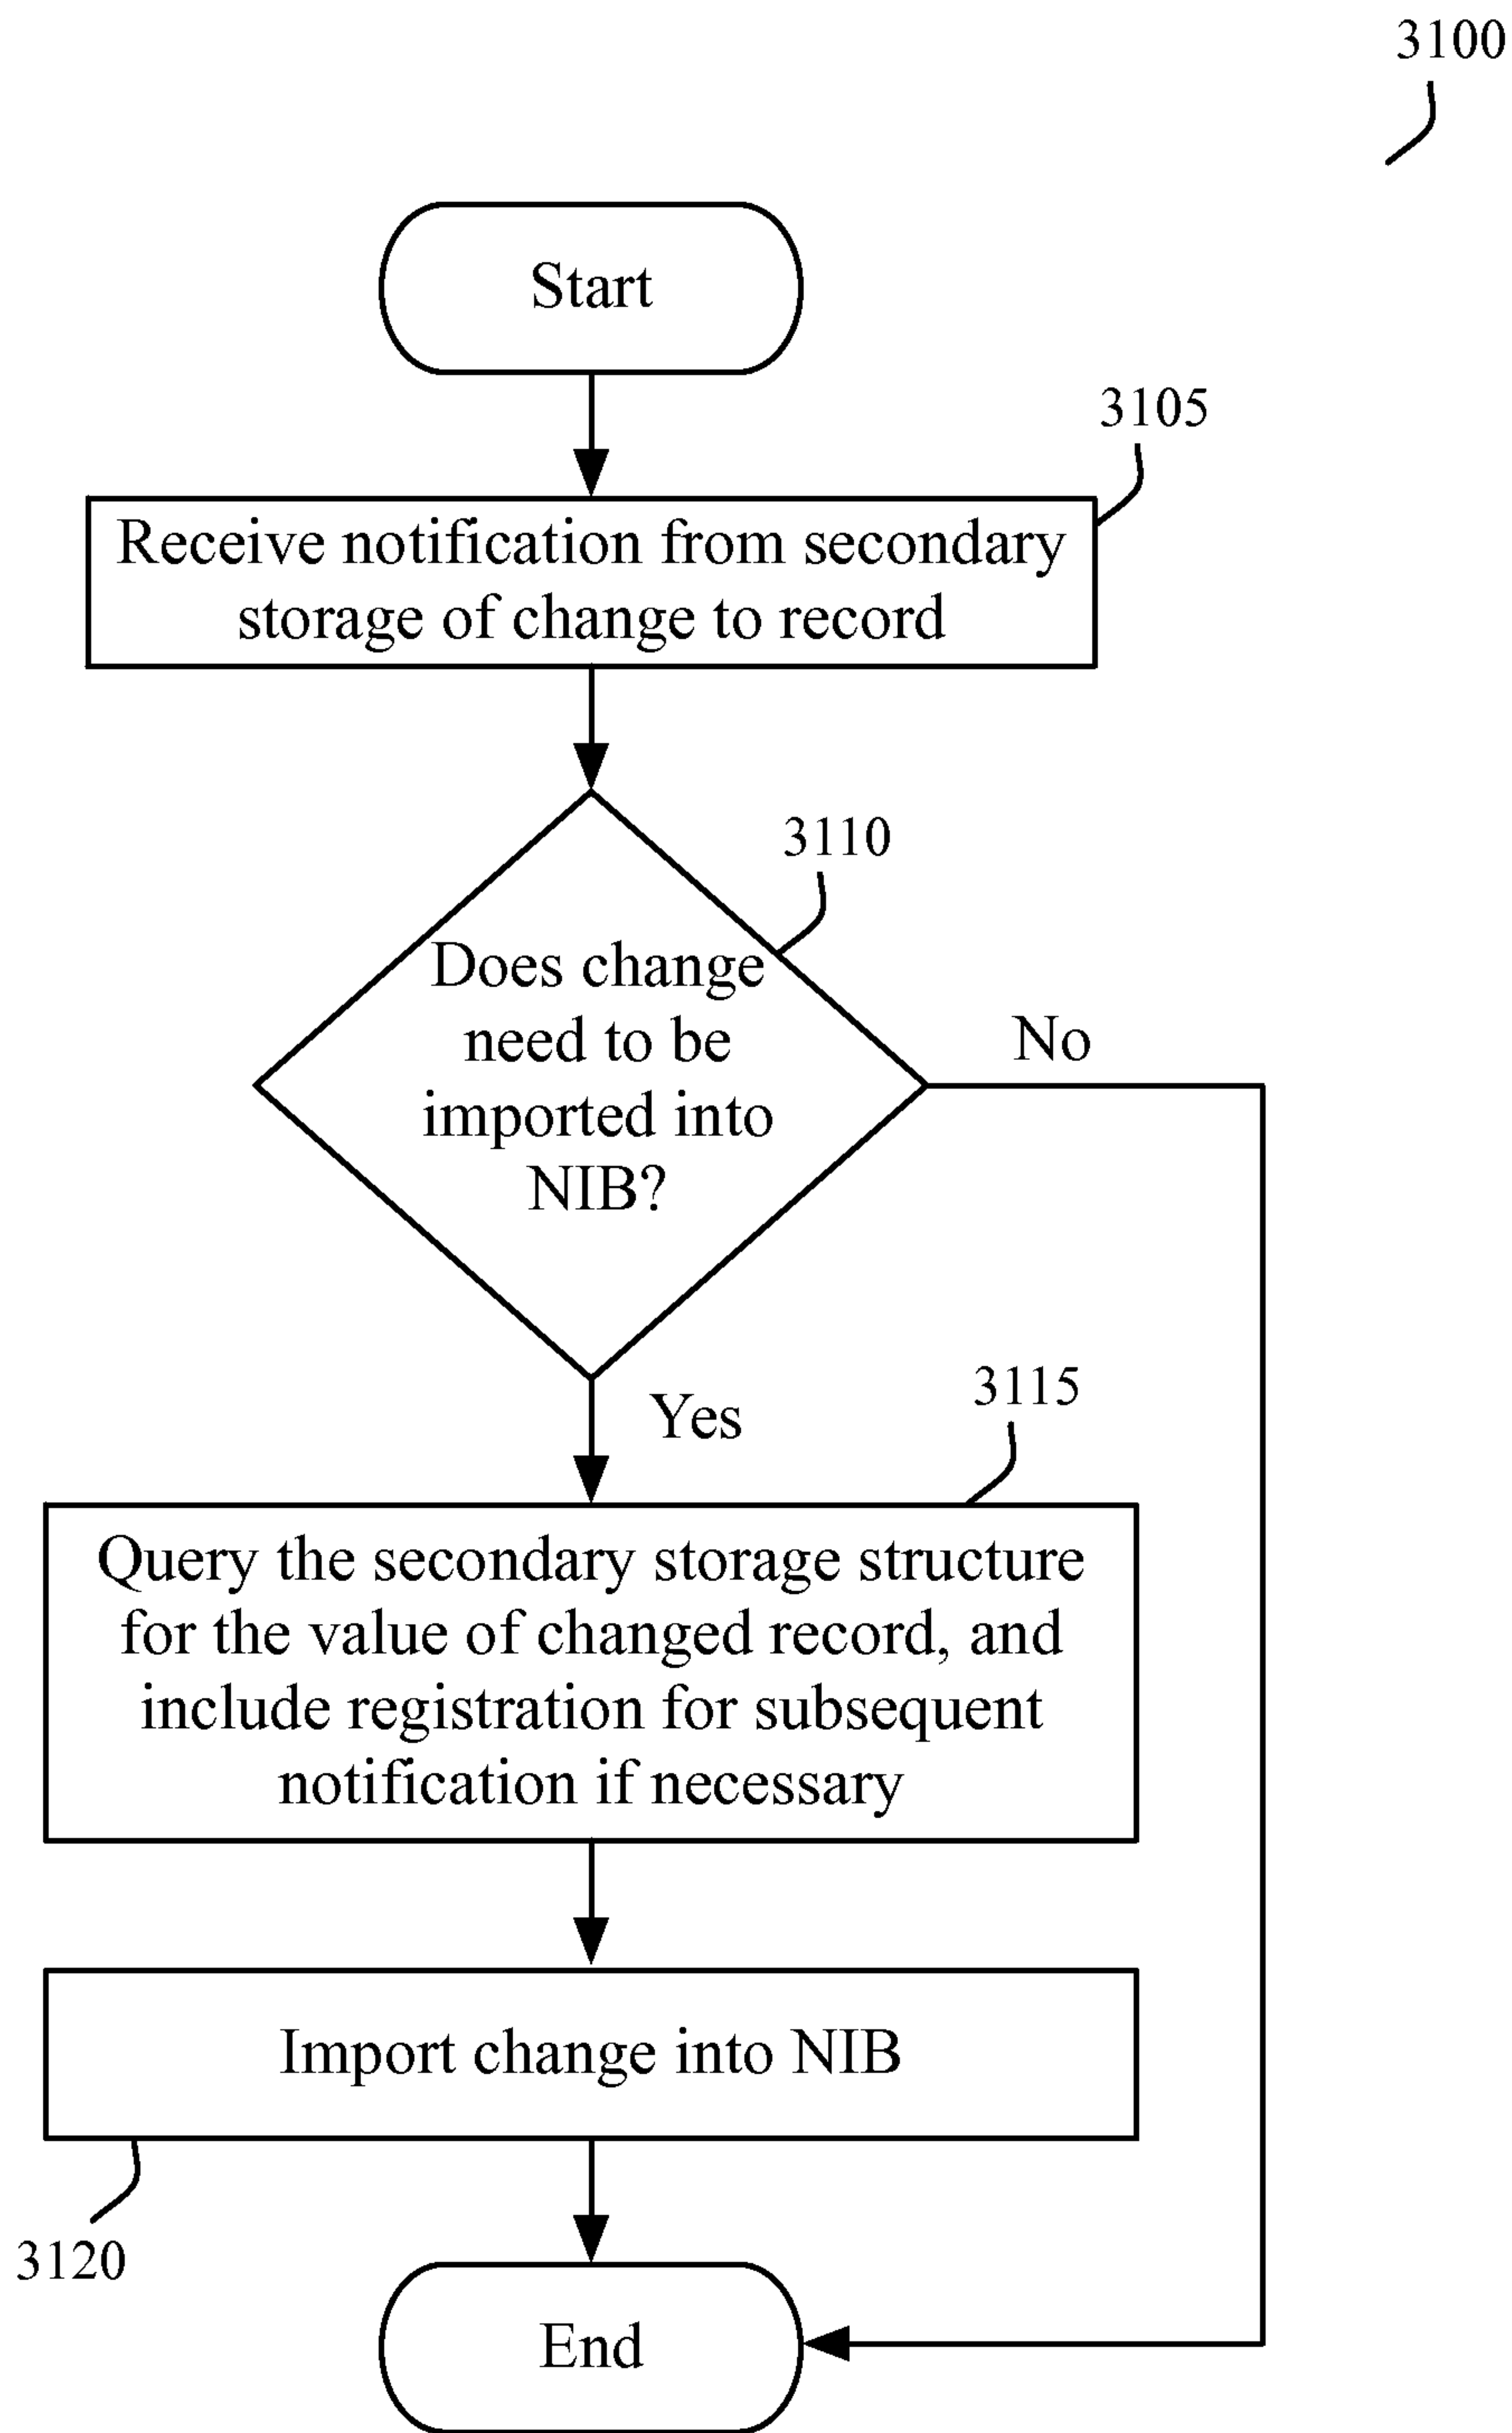 3100
Start
3105
Receive notification from secondary
storage of change to record
3110
Does change
need to be
imported into
NIB?
No
Yes
3115
Query the secondary storage structure
for the value of changed record, and
include registration for subsequent
notification if necessary
Import change into NIB
3120
End